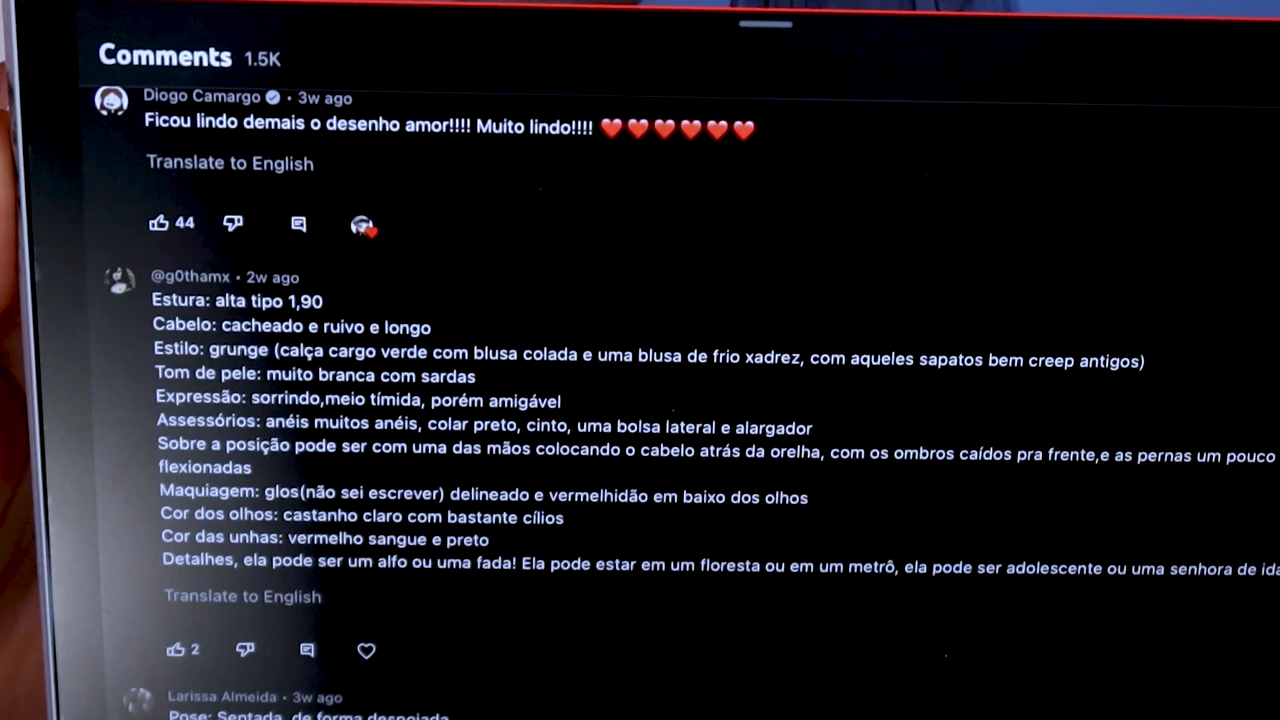 Comments 1.5K
Diogo Camargo • 3w ago
Ficou lindo demais o desenho amor!!!! Muito lindo!!!! ❤️❤️❤️❤️❤️❤️
Translate to English
44
@g0thamx • 2w ago
Estura: alta tipo 1,90
Cabelo: cacheado e ruivo e longo
Estilo: grunge (calça cargo verde com blusa colada e uma blusa de frio xadrez, com aqueles sapatos bem creep antigos)
Tom de pele: muito branca com sardas
Expressão: sorrindo,meio tímida, porém amigável
Assessórios: anéis muitos anéis, colar preto, cinto, uma bolsa lateral e alargador
Sobre a posição pode ser com uma das mãos colocando o cabelo atrás da orelha, com os ombros caídos pra frente,e as pernas um pouco
flexionadas
Maquiagem: glos(não sei escrever) delineado e vermelhidão em baixo dos olhos
Cor dos olhos: castanho claro com bastante cílios
Cor das unhas: vermelho sangue e preto
Detalhes, ela pode ser um alfo ou uma fada! Ela pode estar em um floresta ou em um metrô, ela pode ser adolescente ou uma senhora de
Translate to English
2
Larissa Almeida • 3w ago
Pose: Sentada, de forma despojada